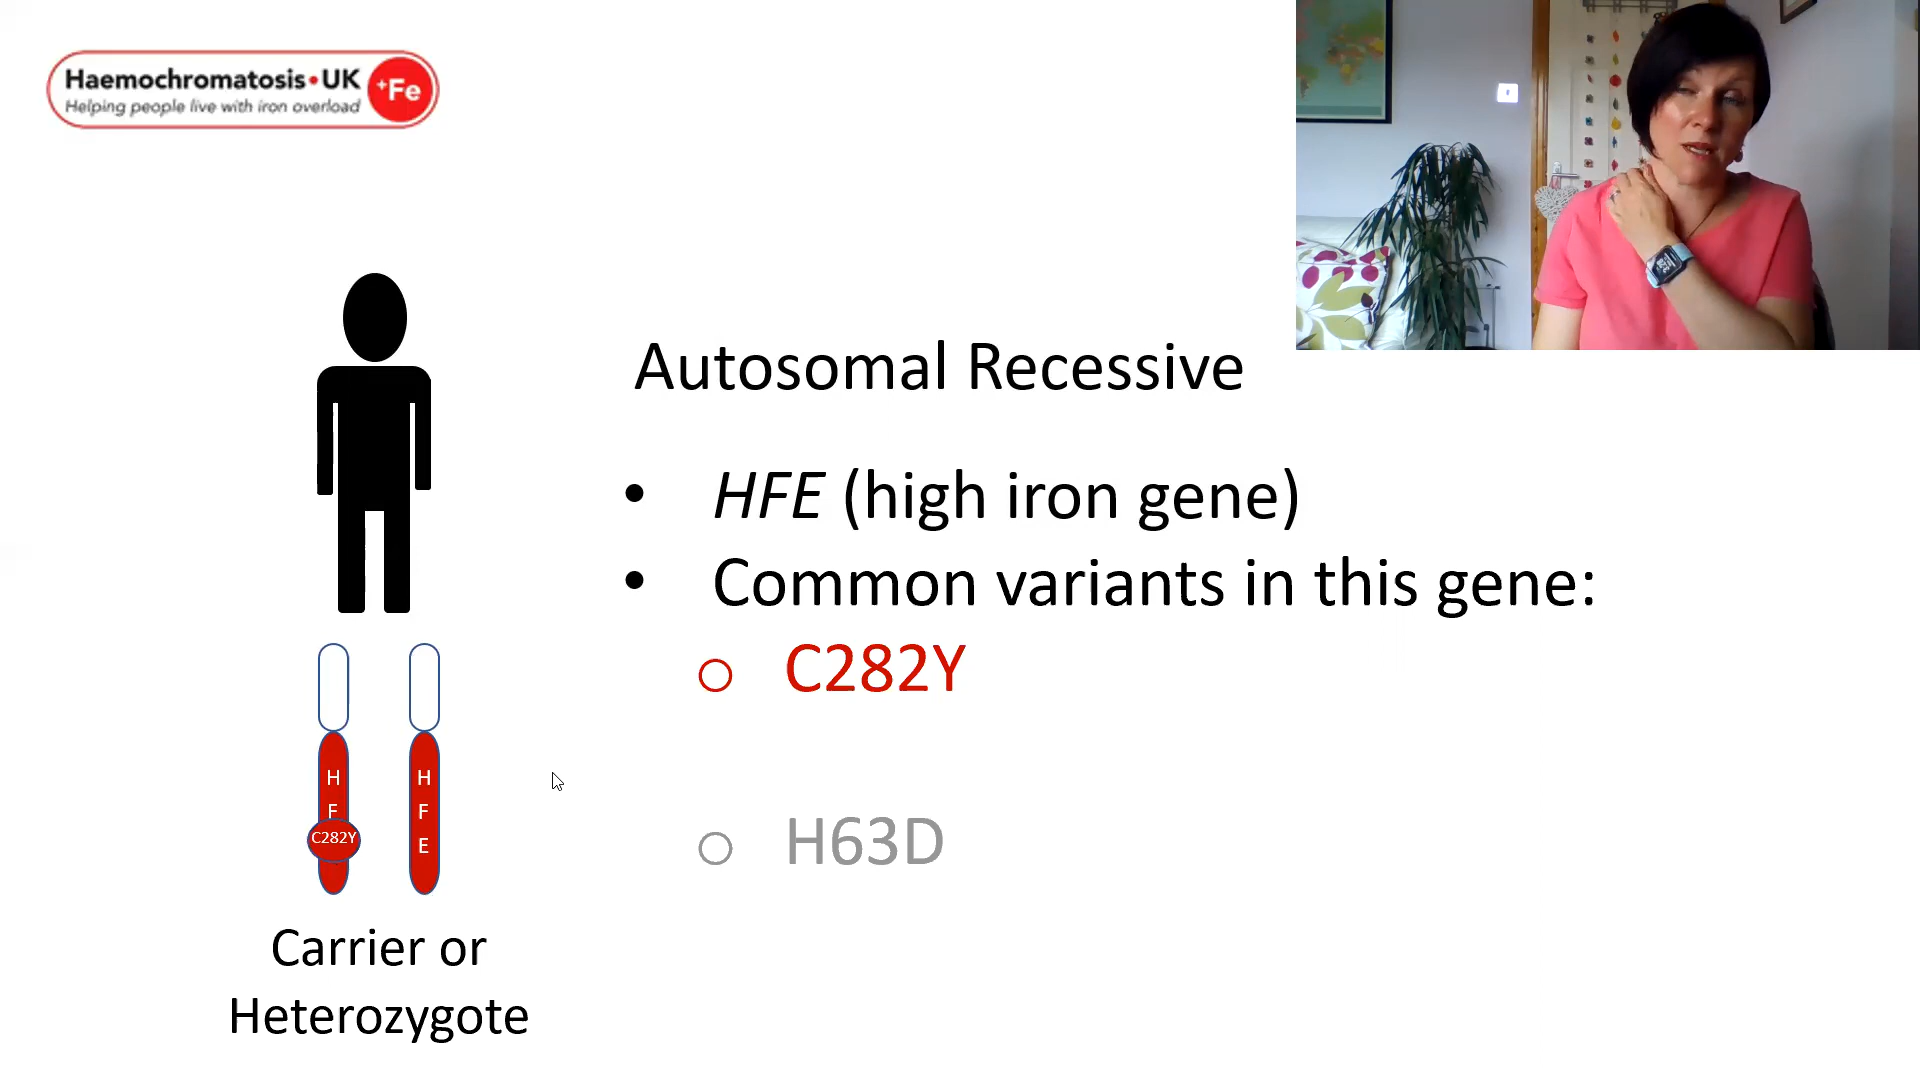 Haemochromatosis•UK
Helping people live with iron overload
+Fe
Autosomal Recessive
• HFE (high iron gene)
• Common variants in this gene:
o C282Y
o H63D
H
F
C282Y
H
F
E
Carrier or
Heterozygote